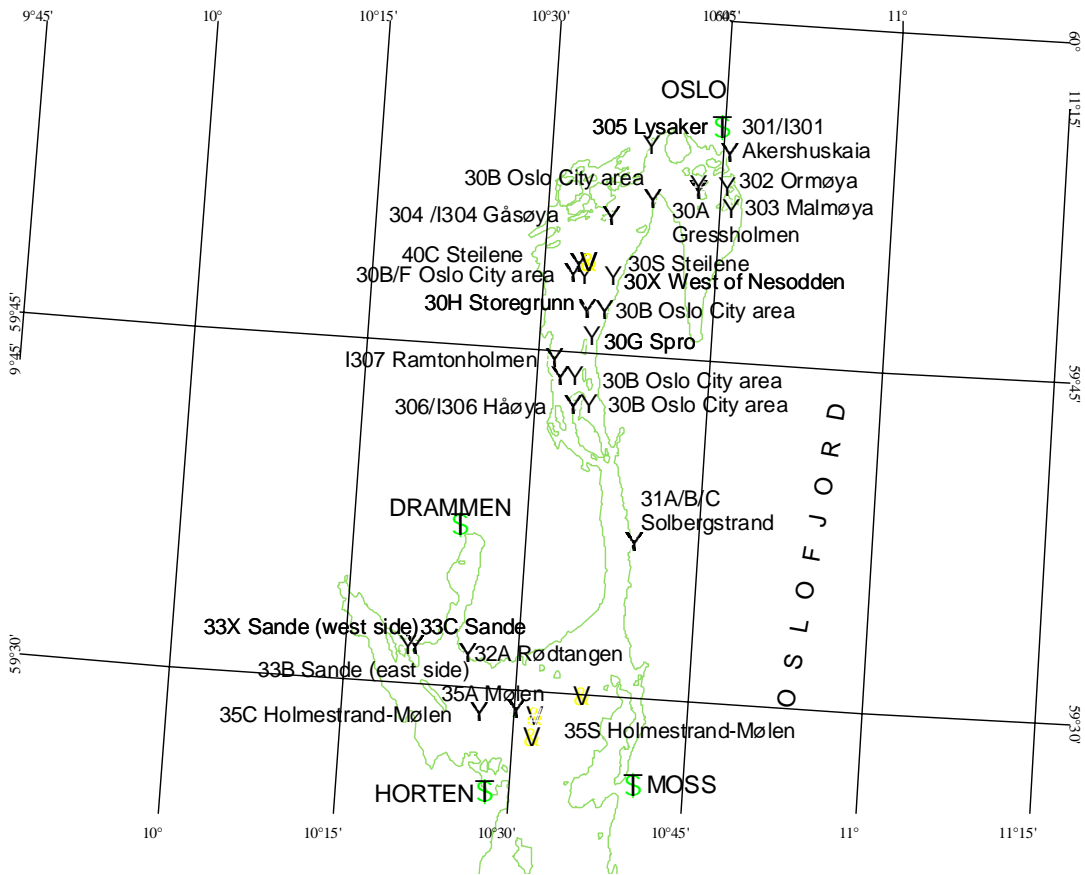 9°45'
10°
10°15'
10°30'
11°
60°
11°15'
OSLO
305 Lysaker
301/I301
Akershuskaia
30B Oslo City area
302 Ormøya
304 /I304 Gåsøya
30A
Gressholmen
303 Malmøya
40C Steilene
30S Steilene
30B/F Oslo City area
30X West of Nesodden
30H Storegrunn
30B Oslo City area
30G Spro
59°45'
9°45'
I307 Ramtonholmen
30B Oslo City area
59°45'
306/I306 Håøya
30B Oslo City area
OSLOFJORD
31A/B/C
Solbergstrand
DRAMMEN
33X Sande (west side)
33C Sande
32A Rødtangen
33B Sande (east side)
59°30'
35A Mølen
35C Holmestrand-Mølen
35S Holmestrand-Mølen
59°30'
HORTEN
MOSS
10°
10°15'
10°30'
10°45'
11°
11°15'